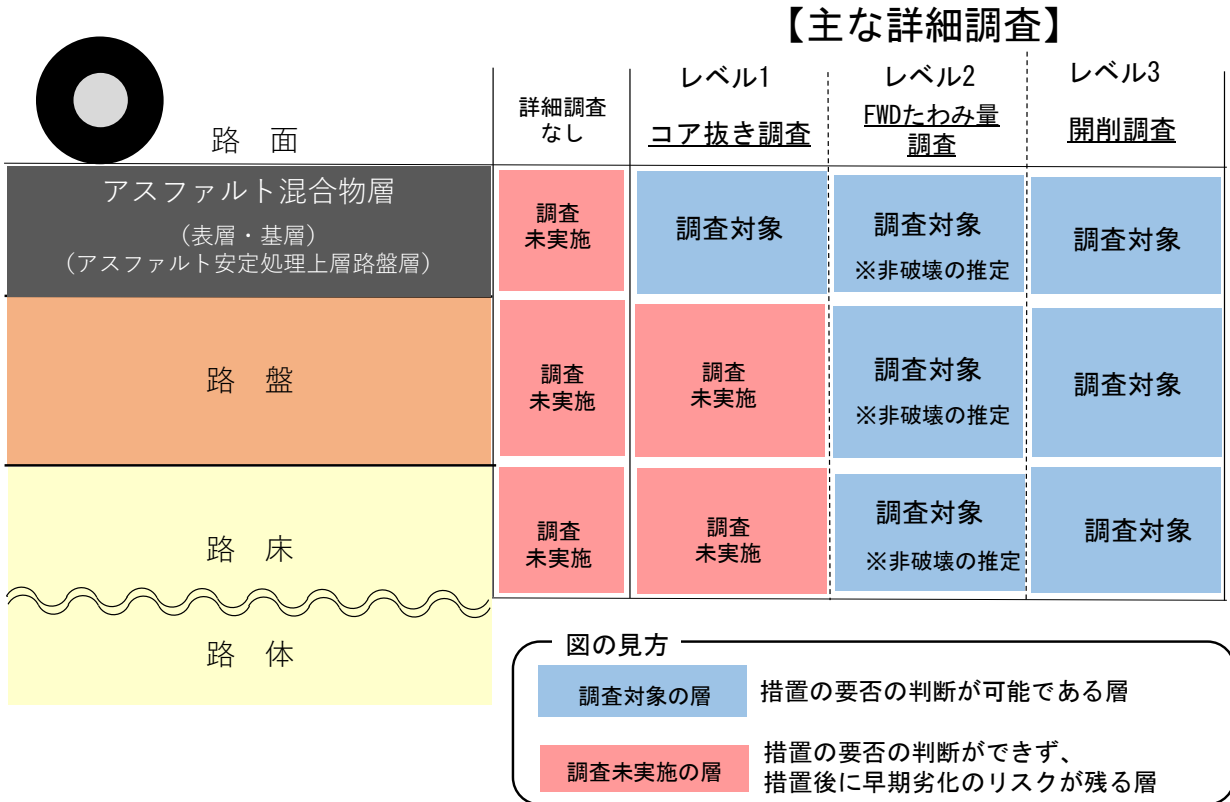 【主な詳細調査】
路　面
詳細調査
なし
レベル1
コア抜き調査
レベル2
FWDたわみ量
調査
レベル3
開削調査
アスファルト混合物層
（表層・基層）
（アスファルト安定処理上層路盤層）
調査
未実施
調査対象
調査対象
※非破壊の推定
調査対象
路　盤
調査
未実施
調査
未実施
調査対象
※非破壊の推定
調査対象
路　床
調査
未実施
調査
未実施
調査対象
※非破壊の推定
調査対象
路　体
図の見方
調査対象の層
措置の要否の判断が可能である層
調査未実施の層
措置の要否の判断ができず、
措置後に早期劣化のリスクが残る層